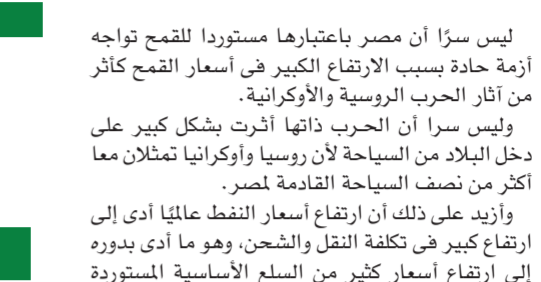 ليس سرًا أن مصر باعتبارها مستوردا للقمح تواجه
أزمة حادة بسبب الارتفاع الكبير فى أسعار القمح كأثر
من آثار الحرب الروسية والأوكرانية.
وليس سرا أن الحرب ذاتها أثرت بشكل كبير على
دخل البلاد من السياحة لأن روسيا وأوكرانيا تمثلان معا
أكثر من نصف السياحة القادمة لمصر.
وأزيد على ذلك أن ارتفاع أسعار النفط عالميًا أدى إلى
ارتفاع كبير فى تكلفة النقل والشحن، وهو ما أدى بدوره
إلى ارتفاع أسعار كثير من السلع الأساسية المستوردة